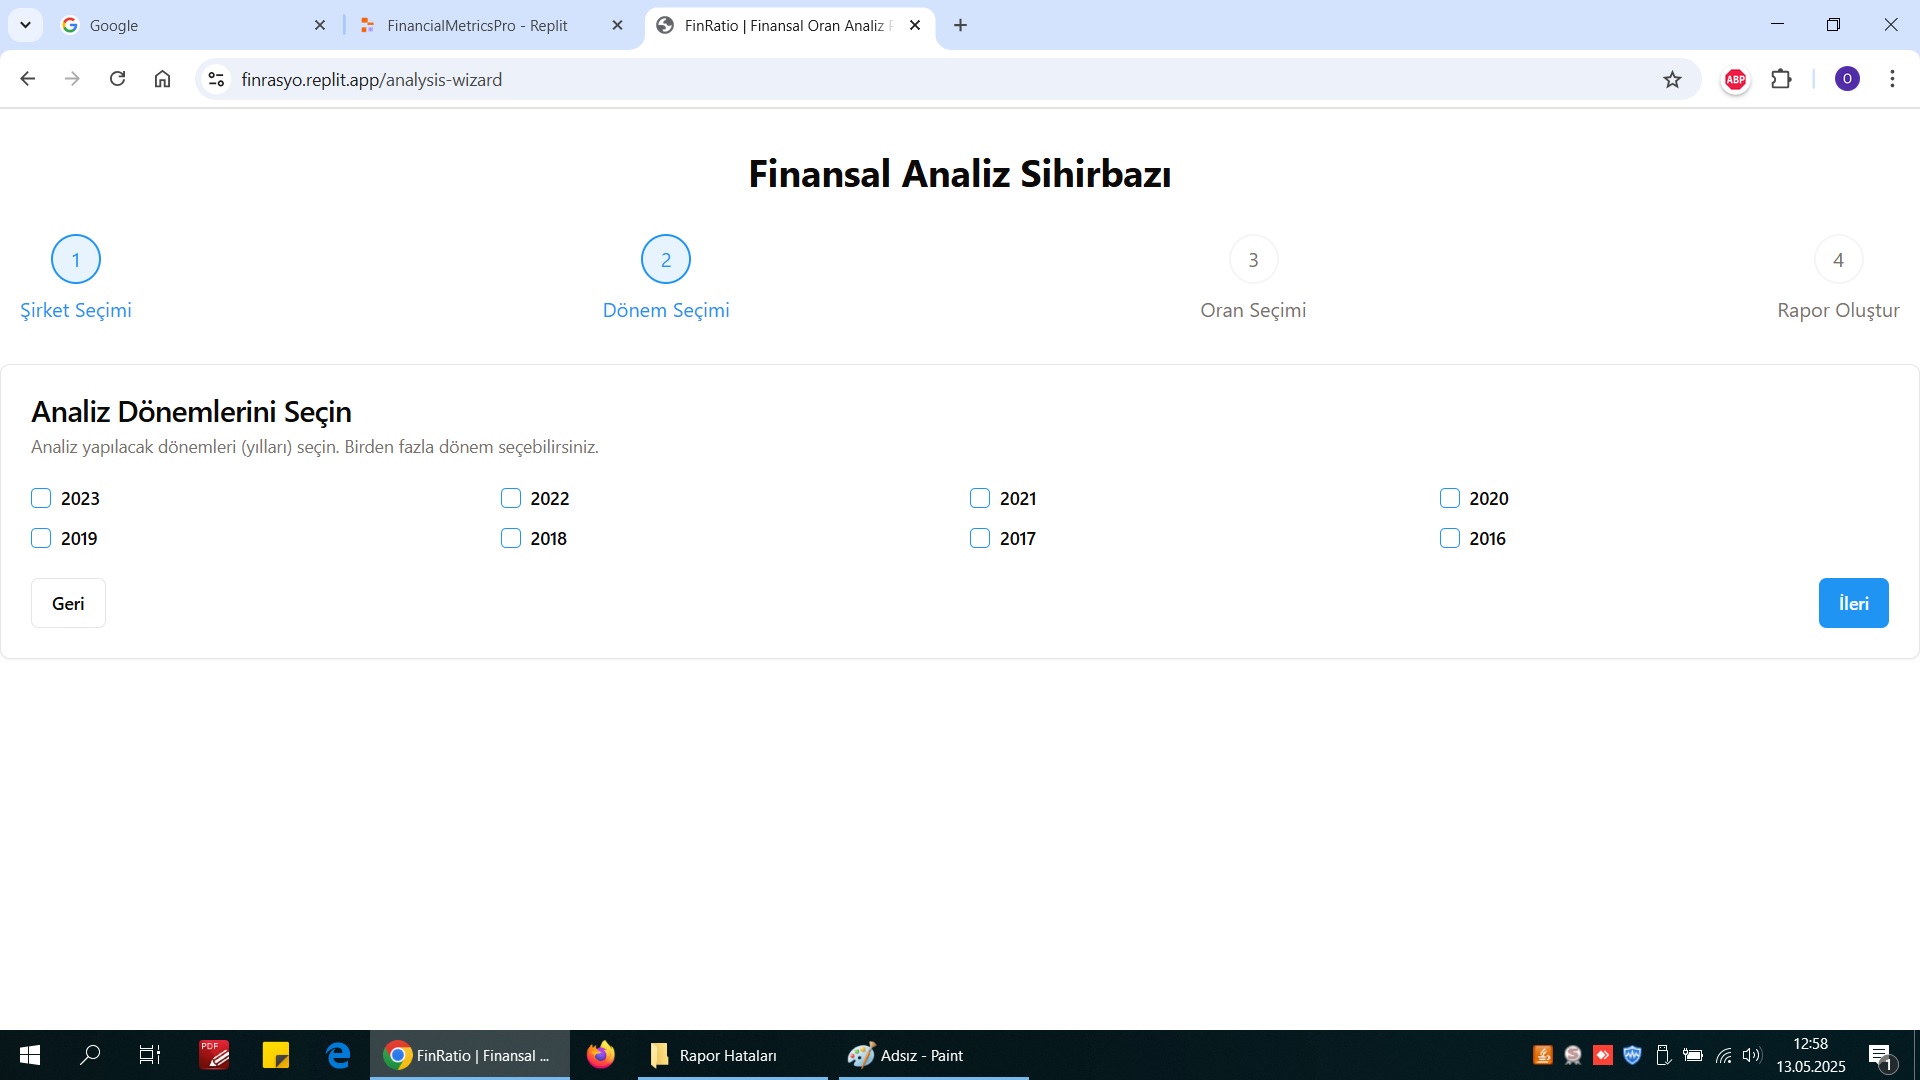 Google
FinancialMetricsPro - Replit
FinRatio | Finansal Oran Analiz
finrasyo.replit.app/analysis-wizard
ABP
O
Finansal Analiz Sihirbazı
1
2
3
4
Şirket Seçimi
Dönem Seçimi
Oran Seçimi
Rapor Oluştur
Analiz Dönemlerini Seçin
Analiz yapılacak dönemleri (yılları) seçin. Birden fazla dönem seçebilirsiniz.
2023
2022
2021
2020
2019
2018
2017
2016
Geri
İleri
PDF
FinRatio | Finansal ...
Rapor Hataları
Adsız - Paint
12:58
13.05.2025
1